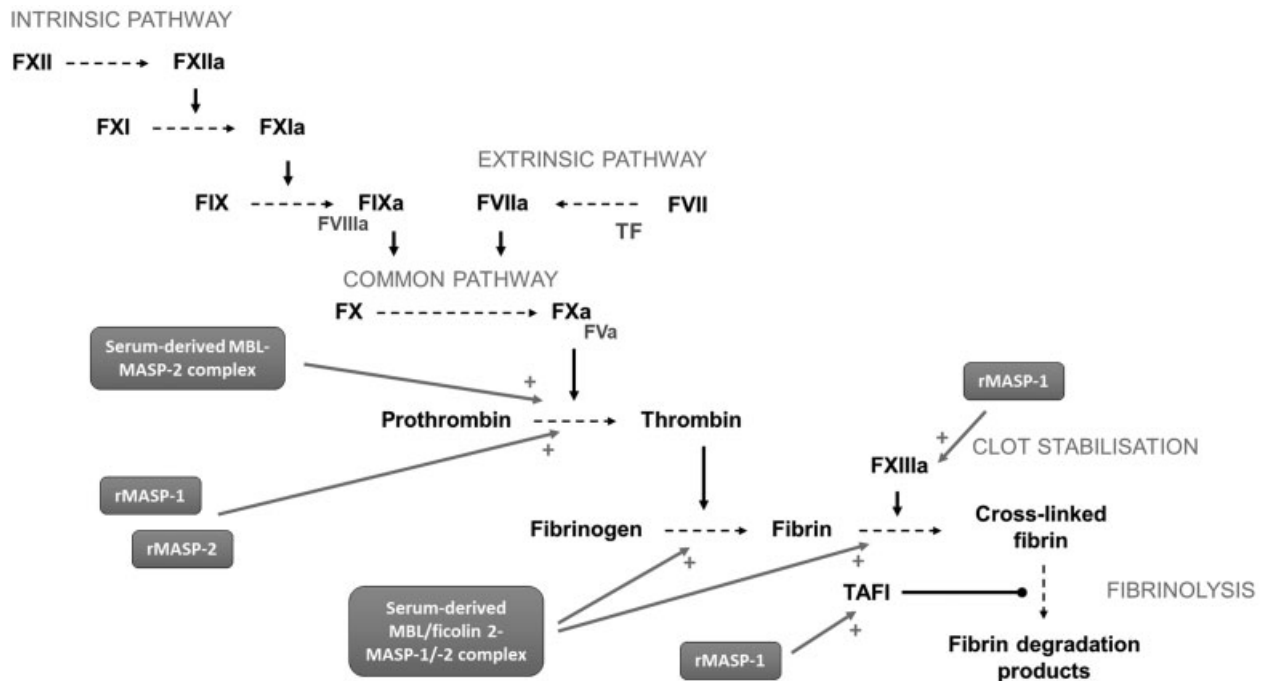 INTRINSIC PATHWAY
FXII
FXIIa
FXI
FXIa
EXTRINSIC PATHWAY
FIX
FIXa
FVIIa
FVII
FVIIIa
TF
COMMON PATHWAY
FX
FXa
FVa
Serum-derived MBL-
MASP-2 complex
rMASP-1
+
Prothrombin
Thrombin
+
+
CLOT STABILISATION
FXIIIa
rMASP-1
rMASP-2
Fibrinogen
Fibrin
Cross-linked
fibrin
+
+
TAFI
FIBRINOLYSIS
Serum-derived
MBL/ficolin 2-
MASP-1/-2 complex
+
rMASP-1
Fibrin degradation
products